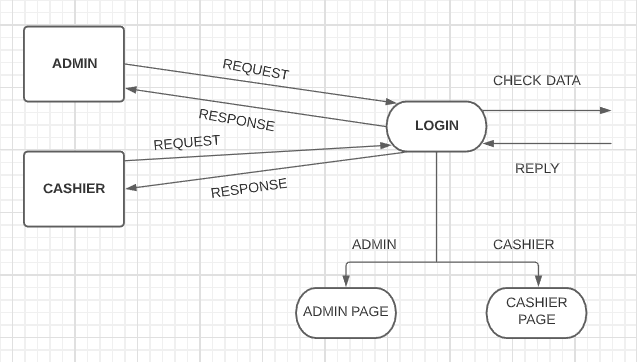 ADMIN
REQUEST
CHECK DATA
RESPONSE
LOGIN
REQUEST
REPLY
CASHIER
RESPONSE
ADMIN
CASHIER
ADMIN PAGE
CASHIER
PAGE